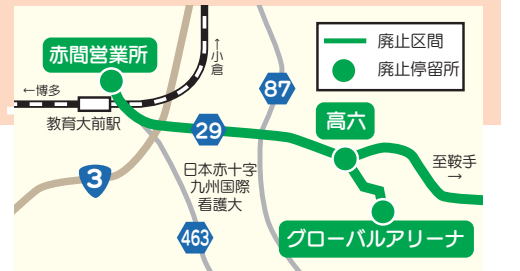 赤間営業所
↑小倉
廃止区間
廃止停留所
←博多
教育大前駅
87
高六
29
3
日本赤十字
九州国際
看護大
至鞍手
→
463
グローバルアリーナ